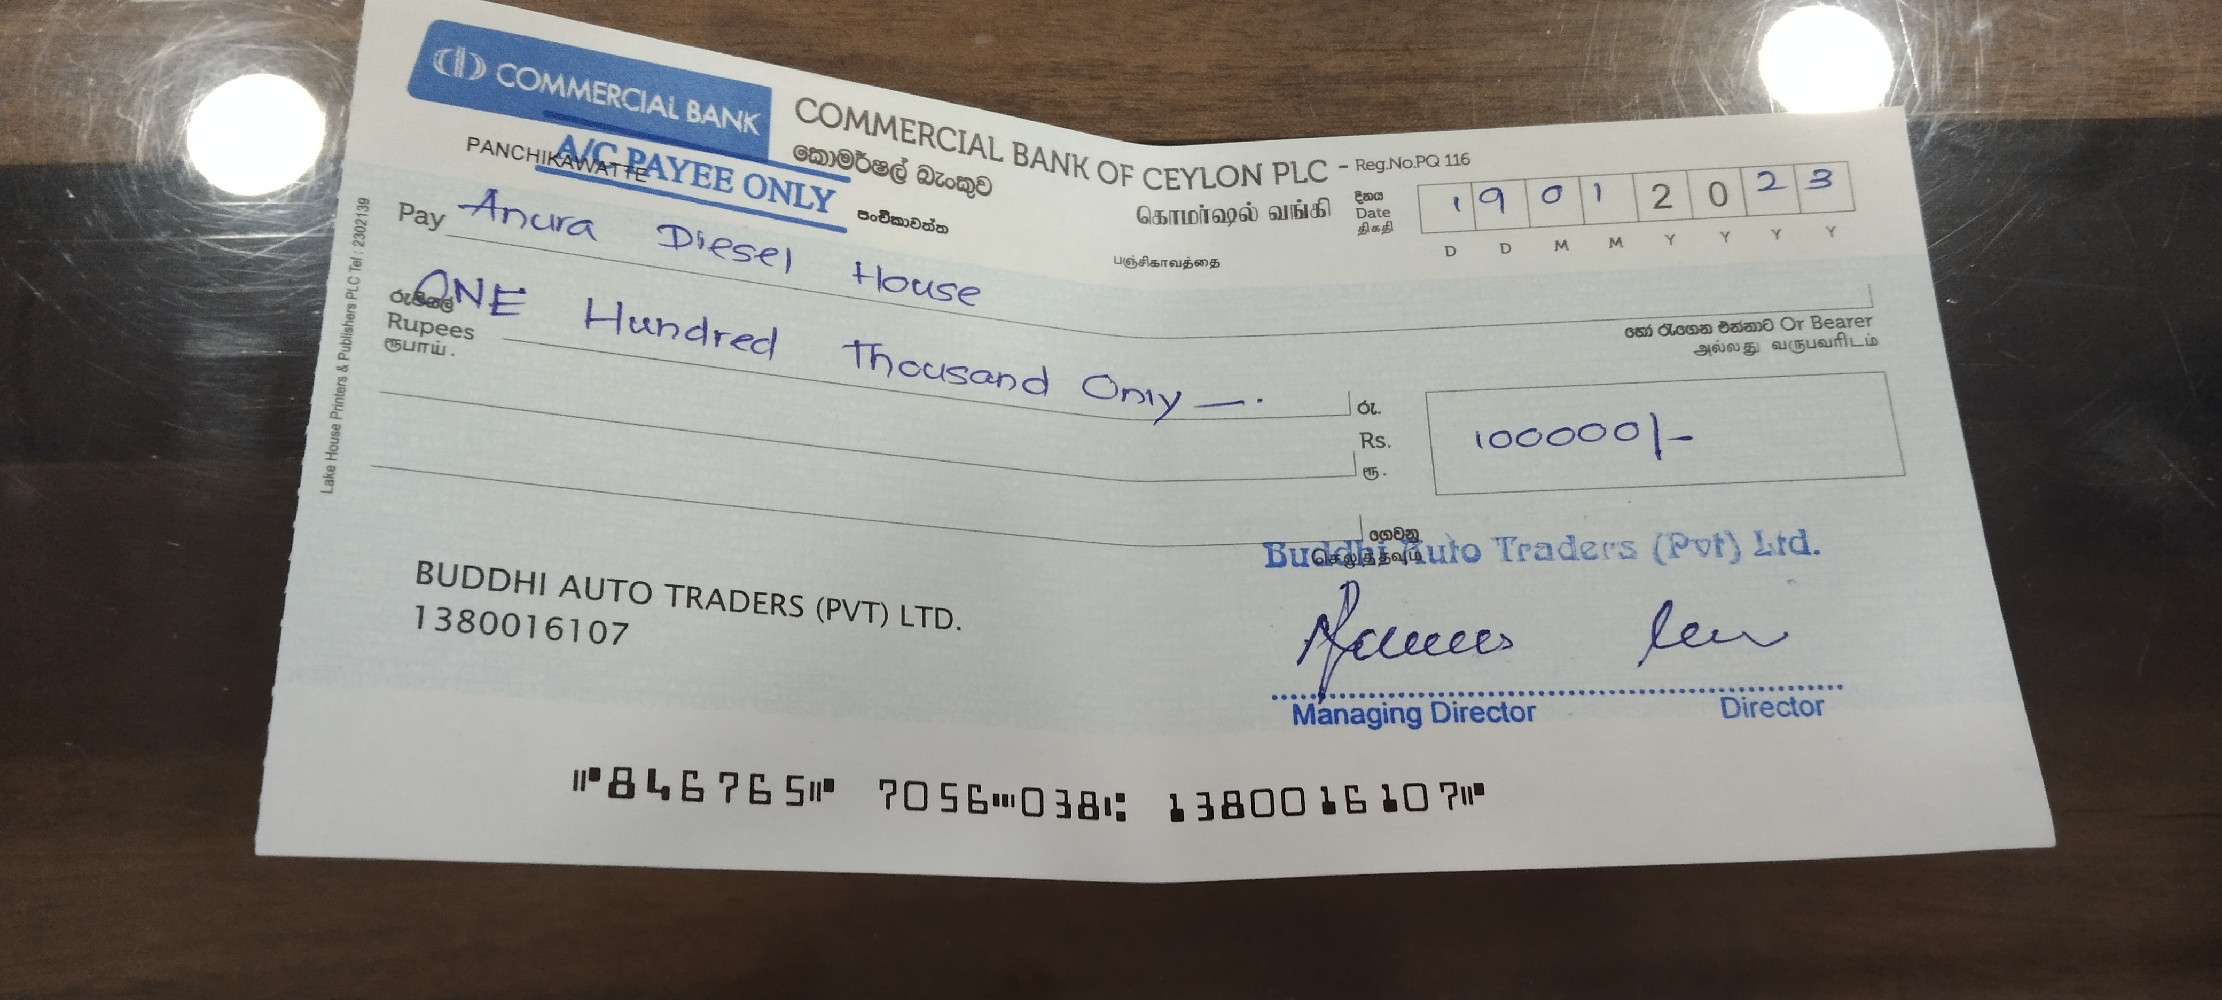 COMMERCIAL BANK
COMMERCIAL BANK OF CEYLON PLC - Reg.No.PQ 116
කොමර්ෂල් බැංකුව
கொமர்ஷல் வங்கி
PANCHIKAWATTE
A/C PAYEE ONLY
පංචිකාවත්ත
பஞ்சிகாவத்தை
දිනය
Date
திகதி
1 9 0 1 2 0 2 3
D D M M Y Y Y Y
Pay Anura Diesel House
හෝ රැගෙන එන්නාට Or Bearer
அல்லது வருபவரிடம்
රුපියල්
Rupees ONE Hundred Thousand Only —.
ரூபாய்.
රු.
Rs. 100000/-
ரூ.
ගෙවනු
செலுத்தவும்
Buddhi Auto Traders (Pvt) Ltd.
BUDDHI AUTO TRADERS (PVT) LTD.
1380016107
Managing Director Director
Lake House Printers & Publishers PLC Tel : 2302139
⑈846765⑈ 7056⑉038⑆ 1380016107⑈